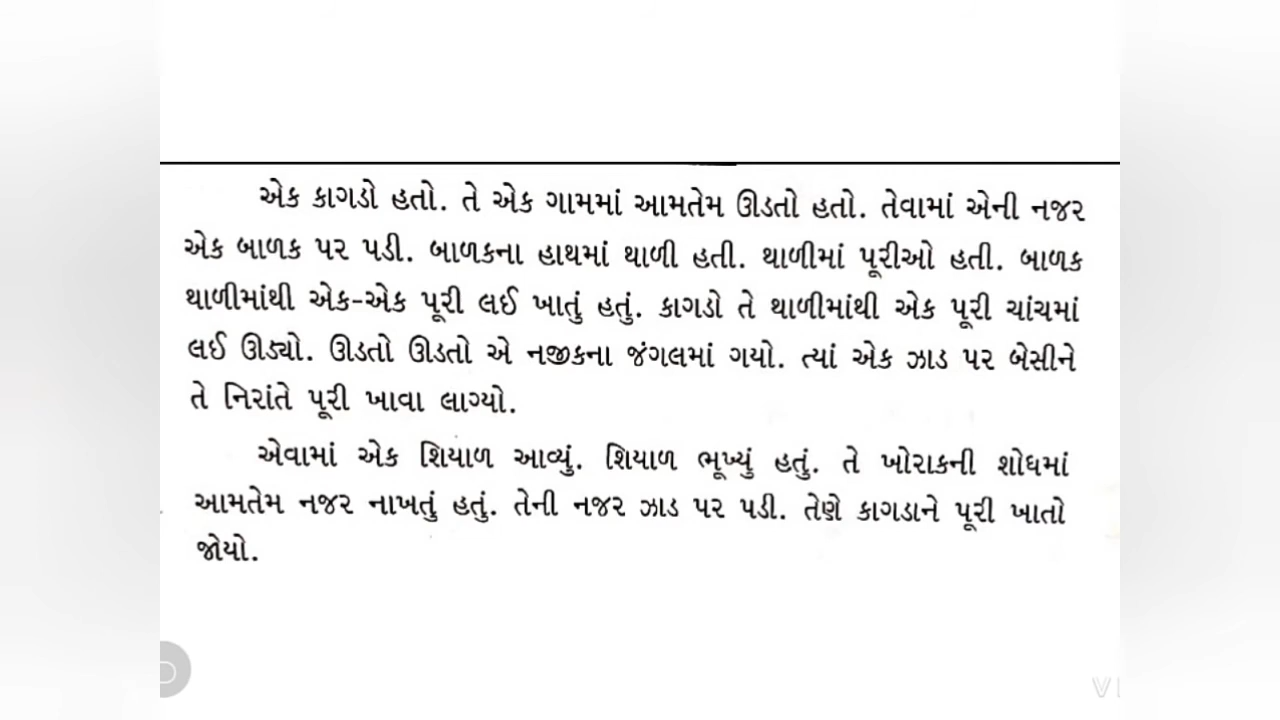 એક કાગડો હતો. તે એક ગામમાં આમતેમ ઊડતો હતો. તેવામાં એની નજર
એક બાળક પર પડી. બાળકના હાથમાં થાળી હતી. થાળીમાં પૂરીઓ હતી. બાળક
થાળીમાંથી એક-એક પૂરી લઈ ખાતું હતું. કાગડો તે થાળીમાંથી એક પૂરી ચાંચમાં
લઈ ઊડ્યો. ઊડતો ઊડતો એ નજીકના જંગલમાં ગયો. ત્યાં એક ઝાડ પર બેસીને
તે નિરાંતે પૂરી ખાવા લાગ્યો.
એવામાં એક શિયાળ આવ્યું. શિયાળ ભૂખ્યું હતું. તે ખોરાકની શોધમાં
આમતેમ નજર નાખતું હતું. તેની નજર ઝાડ પર પડી. તેણે કાગડાને પૂરી ખાતો
જોયો.